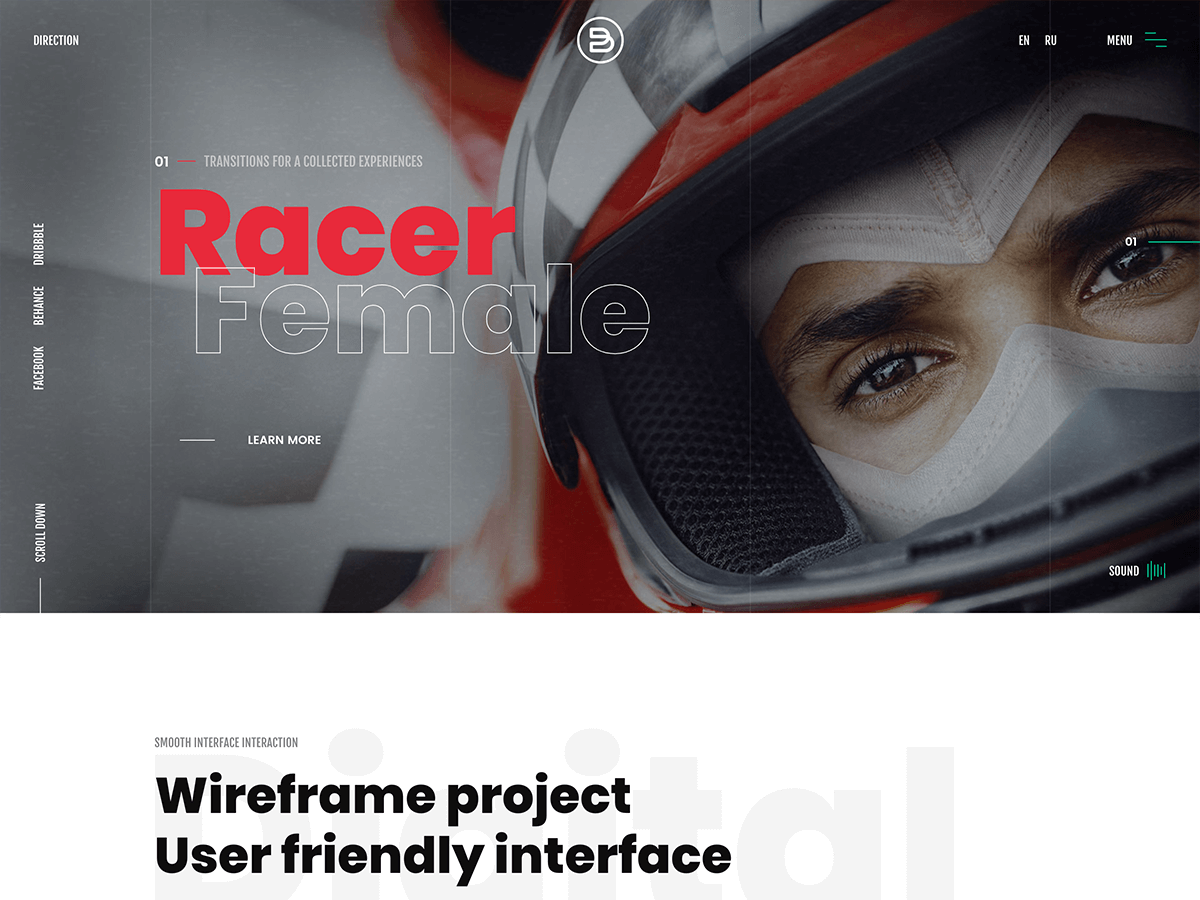 DIRECTION
EN RU MENU
01 TRANSITIONS FOR A COLLECTED EXPERIENCES
Racer
Female
DRIBBBLE
BEHANCE
FACEBOOK
01
LEARN MORE
SCROLL DOWN
SOUND
SMOOTH INTERFACE INTERACTION
Digital
Wireframe project
User friendly interface